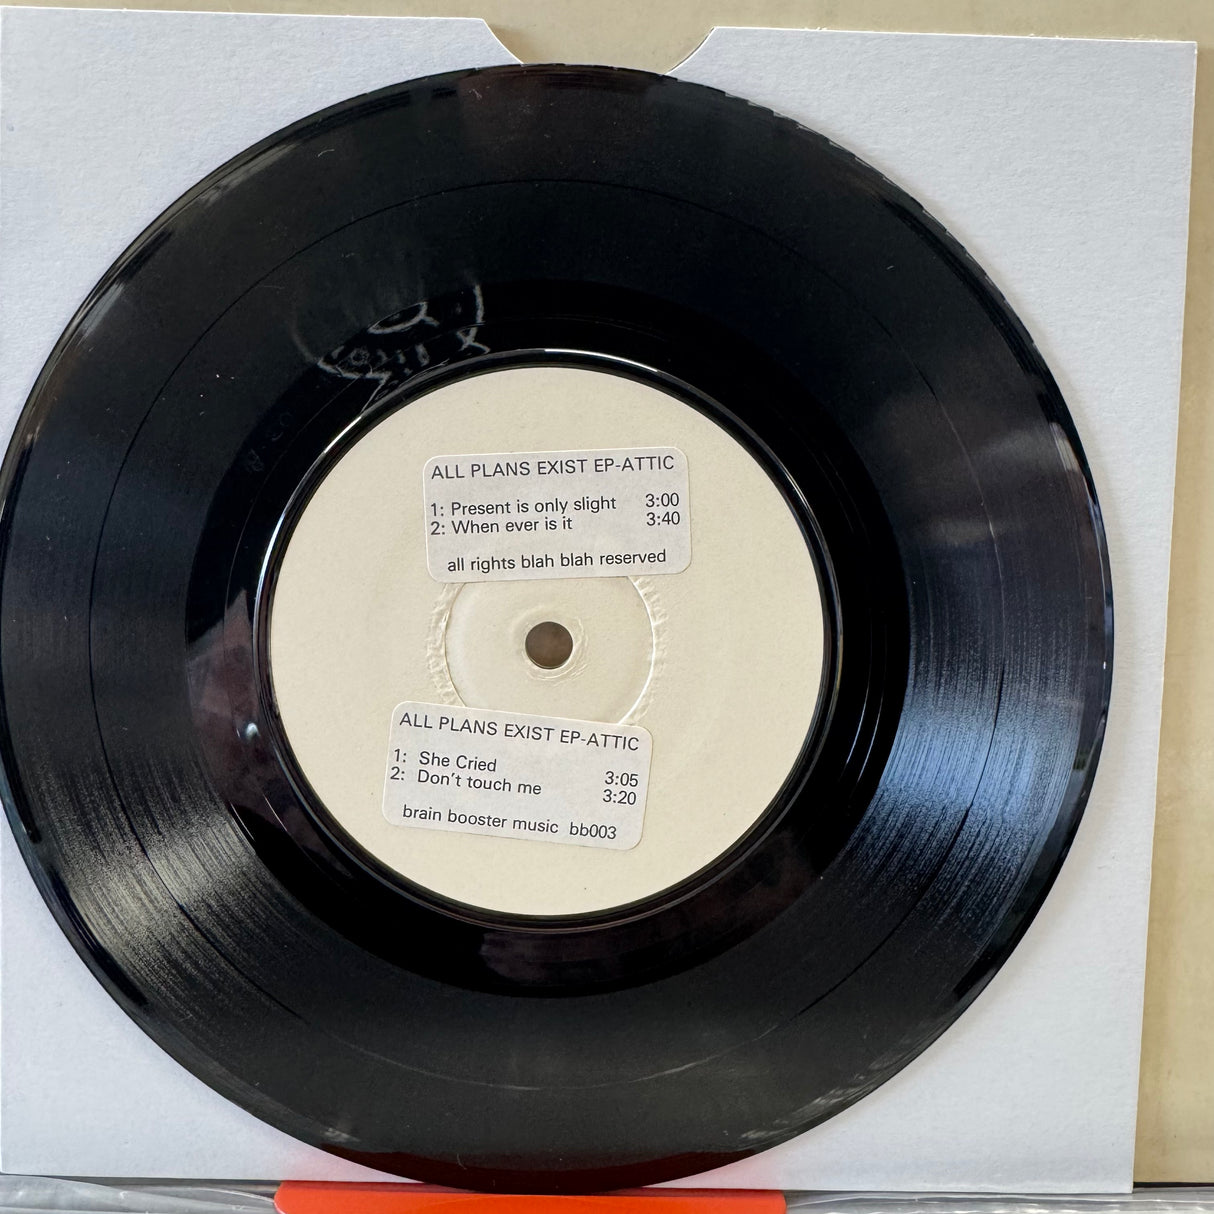 ALL PLANS EXIST EP-ATTIC
1: Present is only slight 3:00
2: When ever is it 3:40
all rights blah blah reserved
ALL PLANS EXIST EP-ATTIC
1: She Cried 3:05
2: Don't touch me 3:20
brain booster music bb003